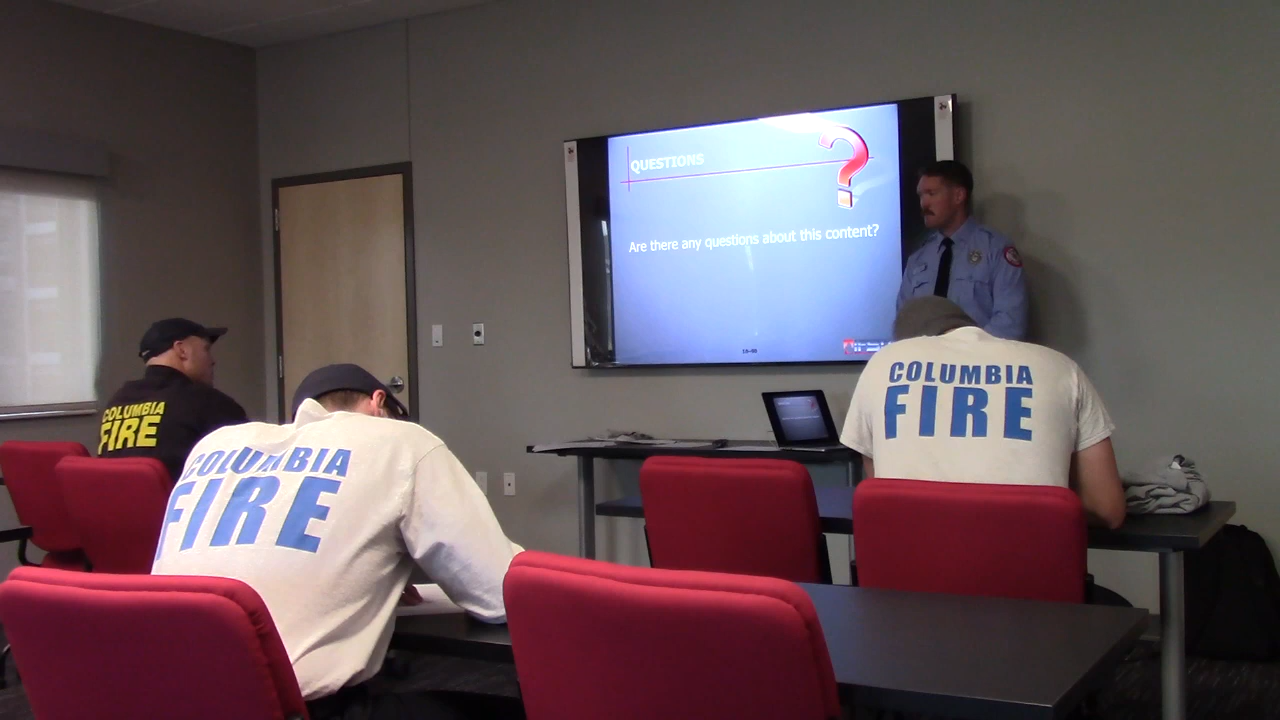 QUESTIONS
?
Are there any questions about this content?
COLUMBIA
FIRE
COLUMBIA
FIRE
COLUMBIA
FIRE